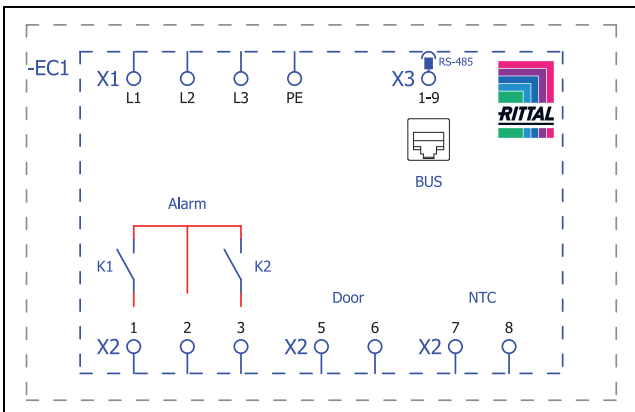 -EC1
X1
L1
L2
L3
PE
X3
RS-485
1-9
RITTAL
BUS
Alarm
K1
K2
Door
NTC
X2
1
2
3
X2
5
6
X2
7
8